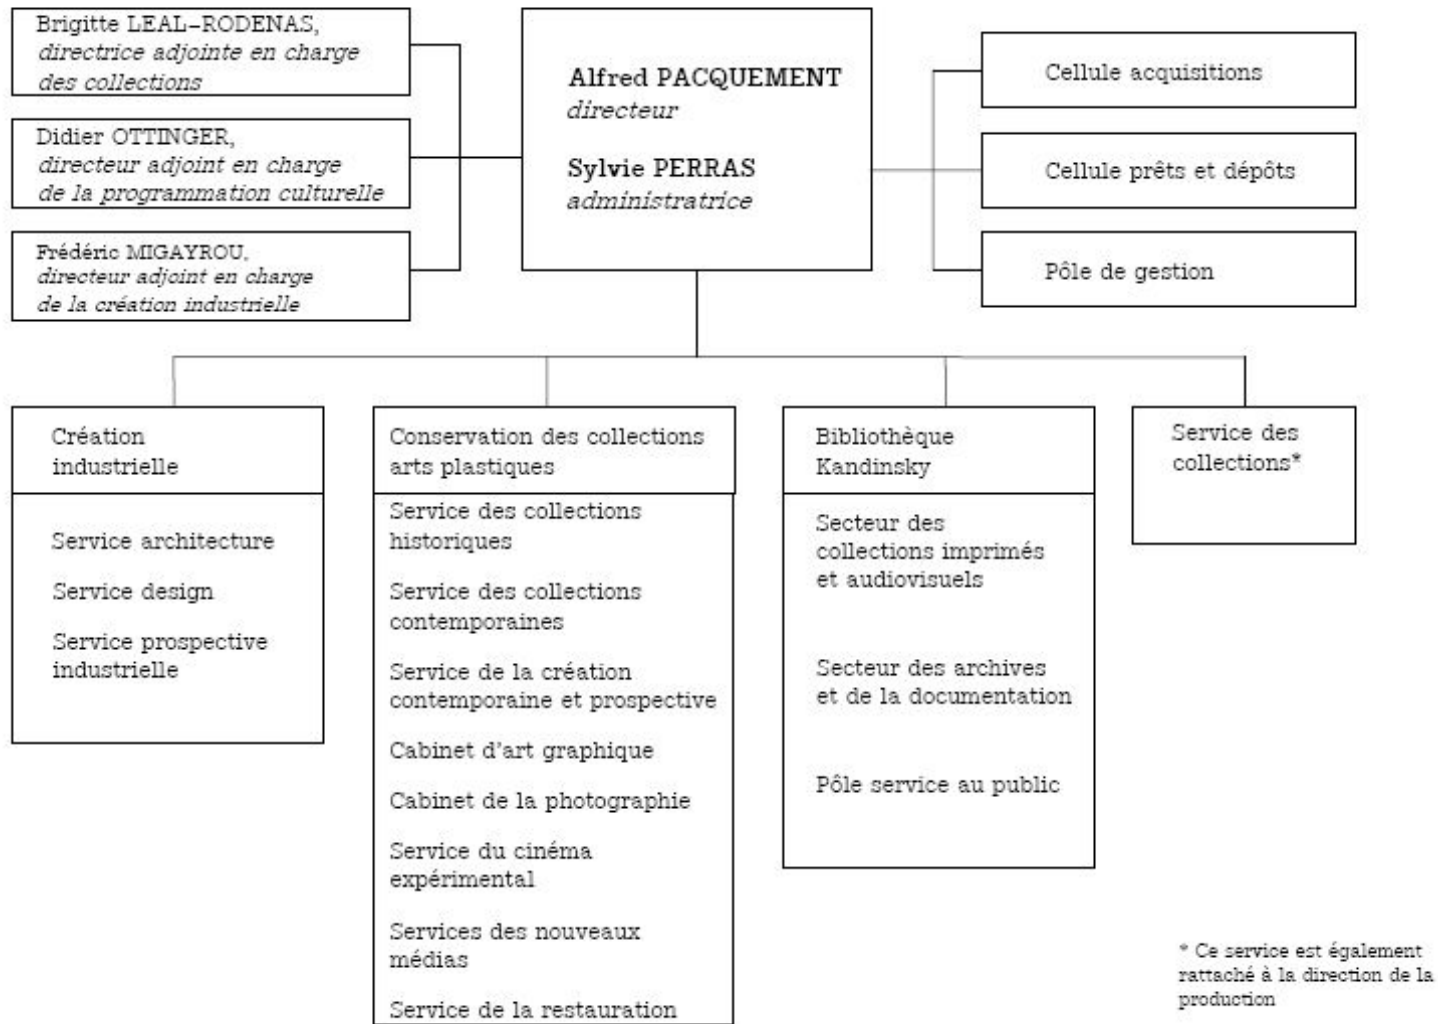 Brigitte LEAL-RODENAS,
directrice adjointe en charge
des collections
Didier OTTINGER,
directeur adjoint en charge
de la programmation culturelle
Frédéric MIGAYROU,
directeur adjoint en charge
de la création industrielle
Alfred PACQUEMENT
directeur
Sylvie PERRAS
administratrice
Cellule acquisitions
Cellule prêts et dépôts
Pôle de gestion
Création
industrielle
Service architecture
Service design
Service prospective
industrielle
Conservation des collections
arts plastiques
Service des collections
historiques
Service des collections
contemporaines
Service de la création
contemporaine et prospective
Cabinet d'art graphique
Cabinet de la photographie
Service du cinéma
expérimental
Services des nouveaux
médias
Service de la restauration
Bibliothèque
Kandinsky
Secteur des
collections imprimés
et audiovisuels
Secteur des archives
et de la documentation
Pôle service au public
Service des
collections*
* Ce service est également
rattaché à la direction de la
production